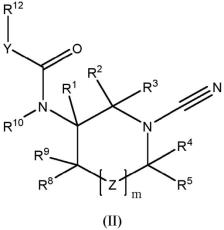 R12
Y O
R1 R2 R3 N
N N
R10
R9 R4
R8 [Z]m R5
(II)